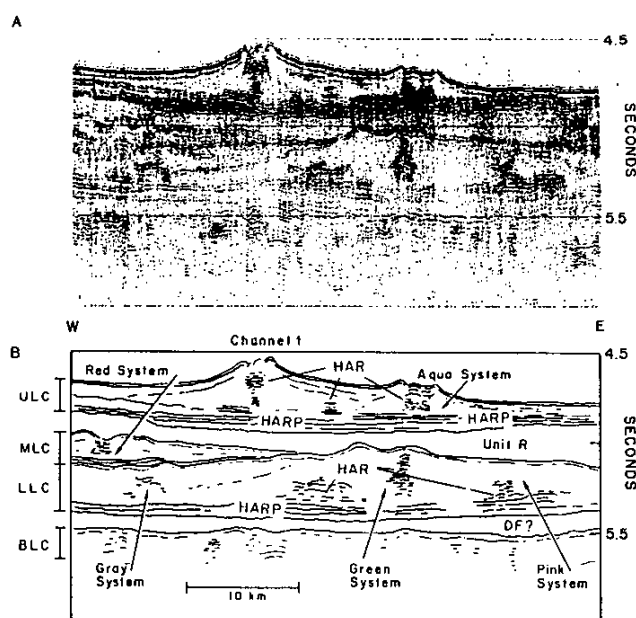 A
4.5
SECONDS
5.5
W
E
B
Channel 1
4.5
Red System
HAR
Aqua System
ULC
HARP
HARP
MLC
Unit R
SECONDS
LLC
HAR
HARP
DF?
5.5
BLC
Gray
System
Green
System
Pink
System
10 km